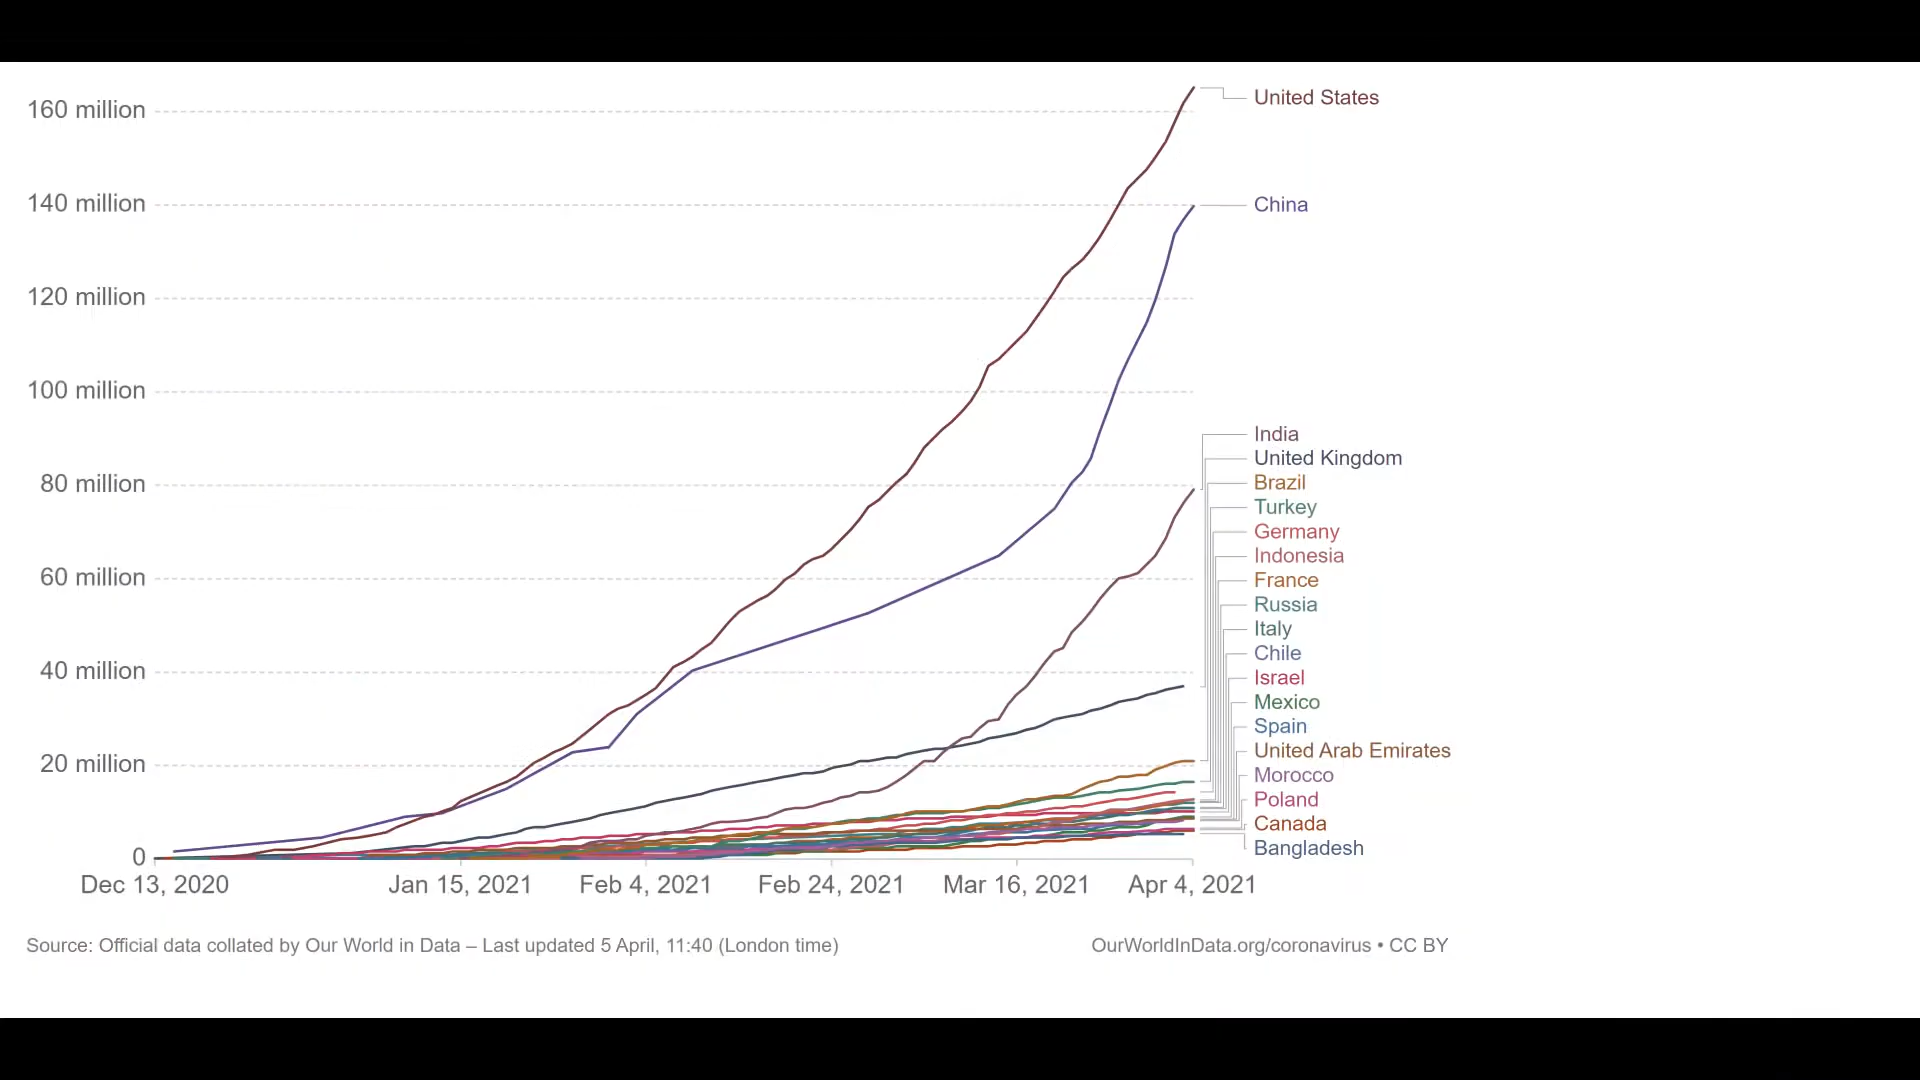 160 million
140 million
120 million
100 million
80 million
60 million
40 million
20 million
0
Dec 13, 2020
Jan 15, 2021
Feb 4, 2021
Feb 24, 2021
Mar 16, 2021
Apr 4, 2021
United States
China
India
United Kingdom
Brazil
Turkey
Germany
Indonesia
France
Russia
Italy
Chile
Israel
Mexico
Spain
United Arab Emirates
Morocco
Poland
Canada
Bangladesh
Source: Official data collated by Our World in Data – Last updated 5 April, 11:40 (London time)
OurWorldInData.org/coronavirus • CC BY